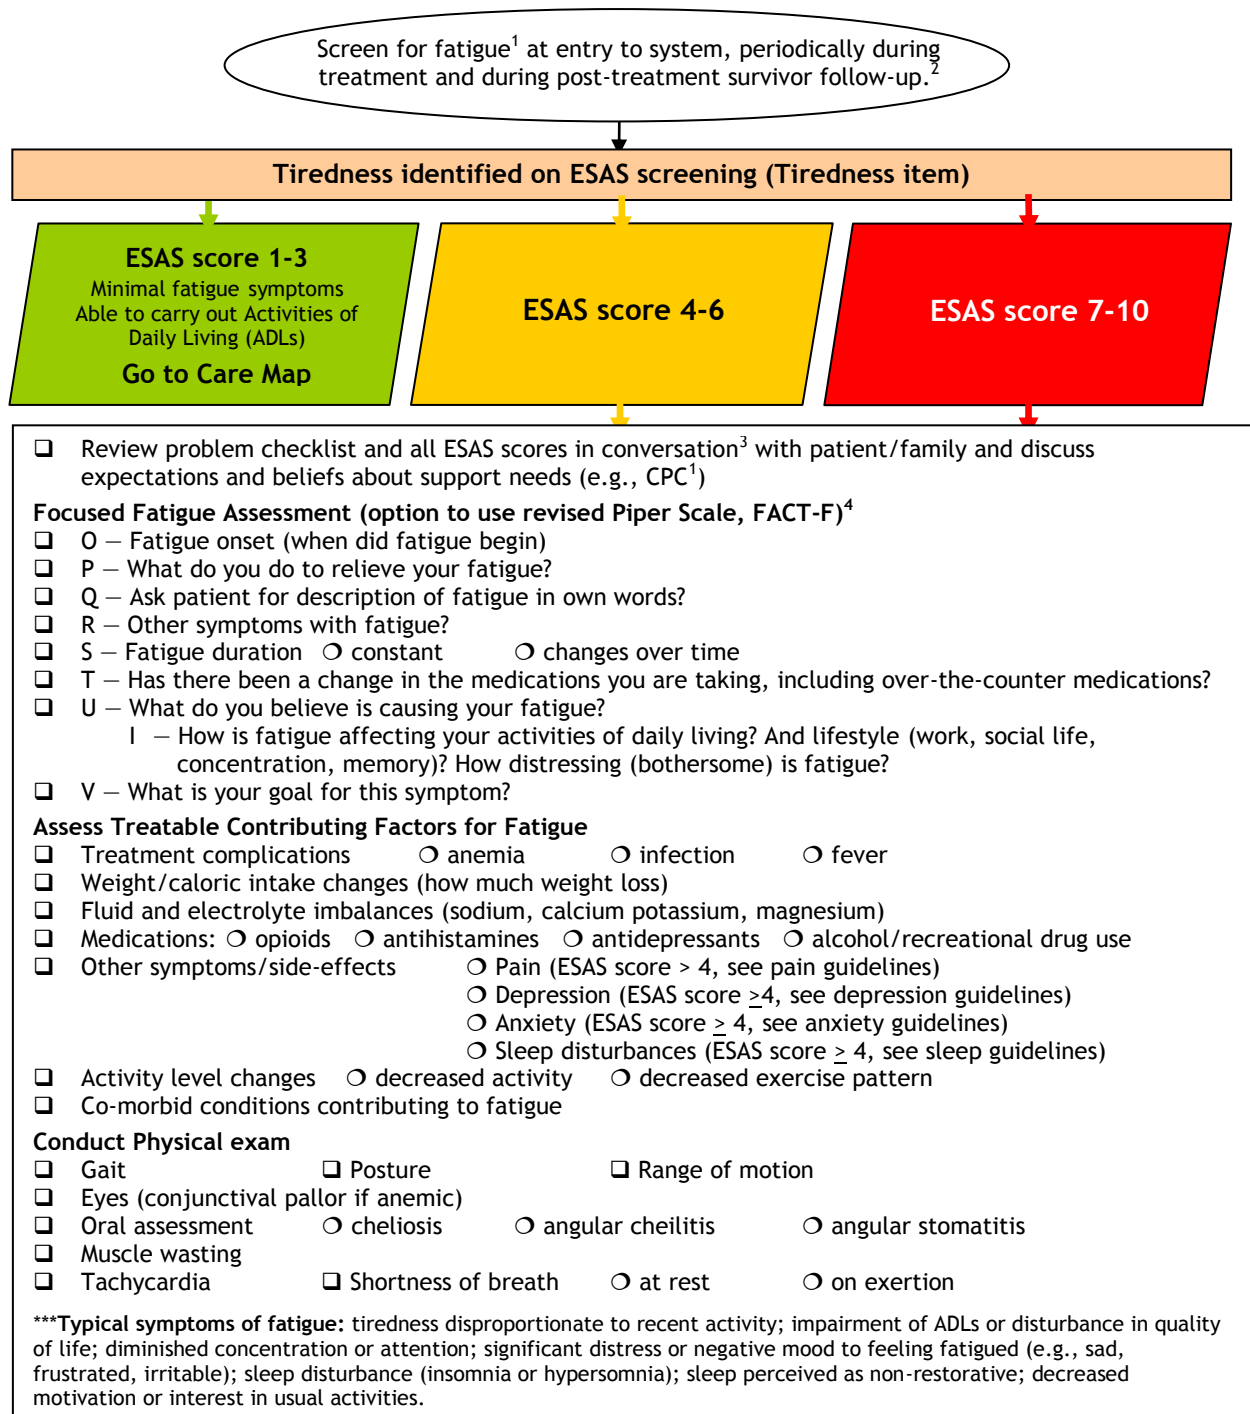 Screen for fatigue¹ at entry to system, periodically during
treatment and during post-treatment survivor follow-up.²
Tiredness identified on ESAS screening (Tiredness item)
ESAS score 1-3
Minimal fatigue symptoms
Able to carry out Activities of
Daily Living (ADLs)
Go to Care Map
ESAS score 4-6
ESAS score 7-10
❑ Review problem checklist and all ESAS scores in conversation³ with patient/family and discuss
expectations and beliefs about support needs (e.g., CPC¹)
Focused Fatigue Assessment (option to use revised Piper Scale, FACT-F)⁴
❑ O — Fatigue onset (when did fatigue begin)
❑ P — What do you do to relieve your fatigue?
❑ Q — Ask patient for description of fatigue in own words?
❑ R — Other symptoms with fatigue?
❑ S — Fatigue duration ❍ constant ❍ changes over time
❑ T — Has there been a change in the medications you are taking, including over-the-counter medications?
❑ U — What do you believe is causing your fatigue?
I — How is fatigue affecting your activities of daily living? And lifestyle (work, social life,
concentration, memory)? How distressing (bothersome) is fatigue?
❑ V — What is your goal for this symptom?
Assess Treatable Contributing Factors for Fatigue
❑ Treatment complications ❍ anemia ❍ infection ❍ fever
❑ Weight/caloric intake changes (how much weight loss)
❑ Fluid and electrolyte imbalances (sodium, calcium potassium, magnesium)
❑ Medications: ❍ opioids ❍ antihistamines ❍ antidepressants ❍ alcohol/recreational drug use
❑ Other symptoms/side-effects ❍ Pain (ESAS score > 4, see pain guidelines)
❍ Depression (ESAS score ≥4, see depression guidelines)
❍ Anxiety (ESAS score ≥ 4, see anxiety guidelines)
❍ Sleep disturbances (ESAS score ≥ 4, see sleep guidelines)
❑ Activity level changes ❍ decreased activity ❍ decreased exercise pattern
❑ Co-morbid conditions contributing to fatigue
Conduct Physical exam
❑ Gait ❑ Posture ❑ Range of motion
❑ Eyes (conjunctival pallor if anemic)
❑ Oral assessment ❍ cheliosis ❍ angular cheilitis ❍ angular stomatitis
❑ Muscle wasting
❑ Tachycardia ❑ Shortness of breath ❍ at rest ❍ on exertion
***Typical symptoms of fatigue: tiredness disproportionate to recent activity; impairment of ADLs or disturbance in quality
of life; diminished concentration or attention; significant distress or negative mood to feeling fatigued (e.g., sad,
frustrated, irritable); sleep disturbance (insomnia or hypersomnia); sleep perceived as non-restorative; decreased
motivation or interest in usual activities.